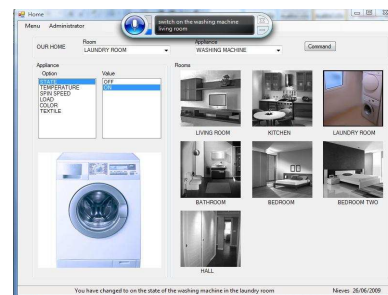 Home
switch on the washing machine
living room
Menu Administrator
OUR HOME
Room
LAUNDRY ROOM
Appliance
WASHING MACHINE
Command
Appliance
Option Value
STATE OFF
TEMPERATURE ON
SPIN SPEED
LOAD
COLOR
TEXTILE
Rooms
LIVING ROOM KITCHEN LAUNDRY ROOM
BATHROOM BEDROOM BEDROOM TWO
HALL
You have changed to on the state of the washing machine in the laundry room Nieves 26/06/2009